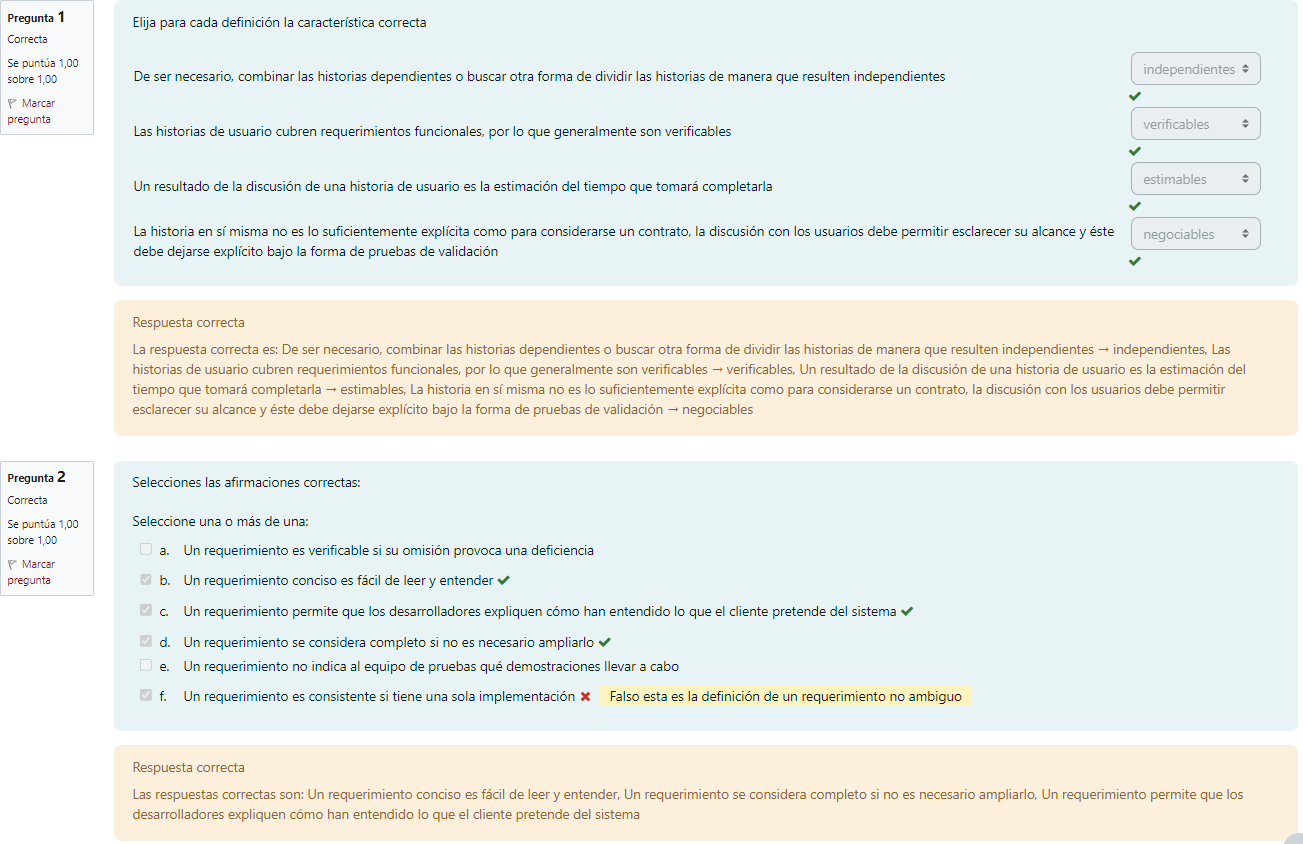 Pregunta 1
Correcta
Se puntúa 1,00
sobre 1,00
Marcar
pregunta
Elija para cada definición la característica correcta
De ser necesario, combinar las historias dependientes o buscar otra forma de dividir las historias de manera que resulten independientes
independientes
Las historias de usuario cubren requerimientos funcionales, por lo que generalmente son verificables
verificables
Un resultado de la discusión de una historia de usuario es la estimación del tiempo que tomará completarla
estimables
La historia en sí misma no es lo suficientemente explícita como para considerarse un contrato, la discusión con los usuarios debe permitir esclarecer su alcance y éste
debe dejarse explícito bajo la forma de pruebas de validación
negociables
Respuesta correcta
La respuesta correcta es: De ser necesario, combinar las historias dependientes o buscar otra forma de dividir las historias de manera que resulten independientes → independientes, Las
historias de usuario cubren requerimientos funcionales, por lo que generalmente son verificables → verificables, Un resultado de la discusión de una historia de usuario es la estimación del
tiempo que tomará completarla → estimables, La historia en sí misma no es lo suficientemente explícita como para considerarse un contrato, la discusión con los usuarios debe permitir
esclarecer su alcance y éste debe dejarse explícito bajo la forma de pruebas de validación → negociables
Pregunta 2
Correcta
Se puntúa 1,00
sobre 1,00
Marcar
pregunta
Selecciones las afirmaciones correctas:
Seleccione una o más de una:
a. Un requerimiento es verificable si su omisión provoca una deficiencia
b. Un requerimiento conciso es fácil de leer y entender
c. Un requerimiento permite que los desarrolladores expliquen cómo han entendido lo que el cliente pretende del sistema
d. Un requerimiento se considera completo si no es necesario ampliarlo
e. Un requerimiento no indica al equipo de pruebas qué demostraciones llevar a cabo
f. Un requerimiento es consistente si tiene una sola implementación Falso esta es la definición de un requerimiento no ambiguo
Respuesta correcta
Las respuestas correctas son: Un requerimiento conciso es fácil de leer y entender, Un requerimiento se considera completo si no es necesario ampliarlo, Un requerimiento permite que los
desarrolladores expliquen cómo han entendido lo que el cliente pretende del sistema